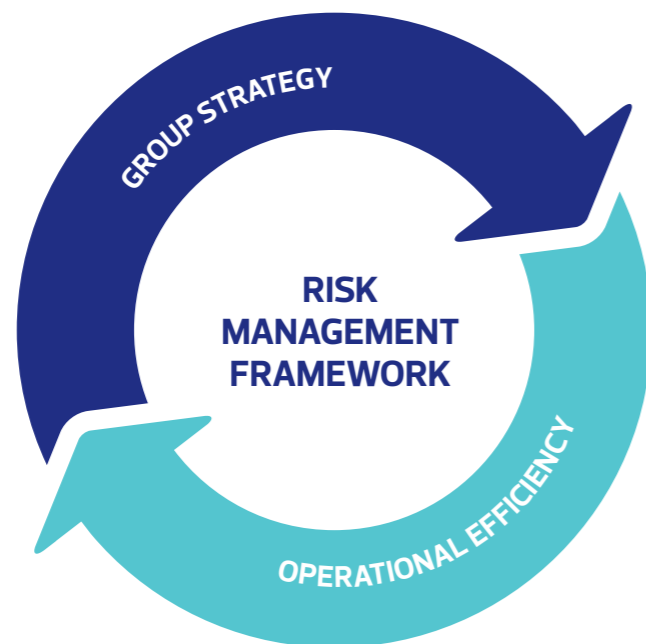 GROUP STRATEGY
RISK
MANAGEMENT
FRAMEWORK
OPERATIONAL EFFICIENCY